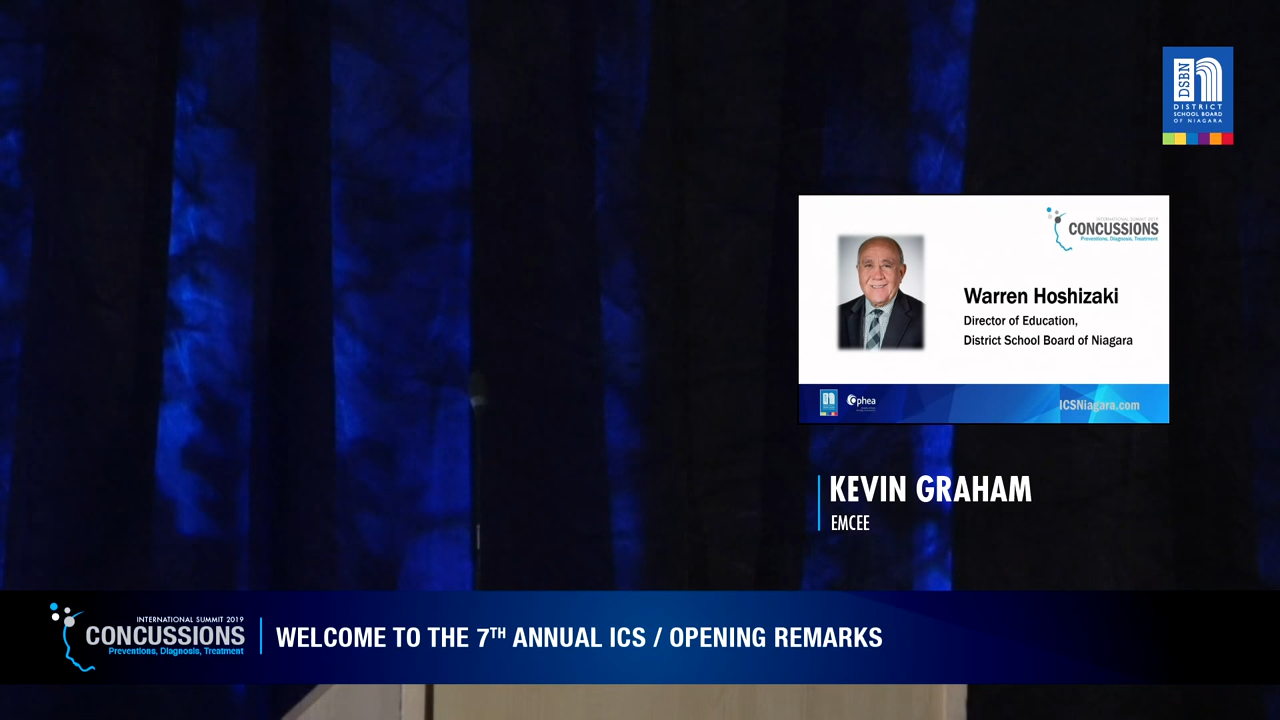 DSBN
DISTRICT
SCHOOL BOARD
OF NIAGARA
INTERNATIONAL SUMMIT 2019
CONCUSSIONS
Preventions, Diagnosis, Treatment
Warren Hoshizaki
Director of Education,
District School Board of Niagara
Ophea
ICSNiagara.com
KEVIN GRAHAM
EMCEE
INTERNATIONAL SUMMIT 2019
CONCUSSIONS
Preventions, Diagnosis, Treatment
WELCOME TO THE 7TH ANNUAL ICS / OPENING REMARKS